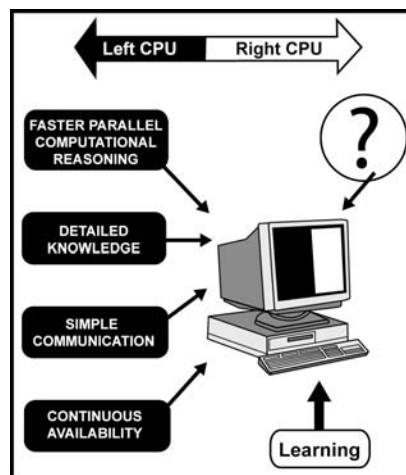 Left CPU Right CPU
FASTER PARALLEL
COMPUTATIONAL
REASONING
?
DETAILED
KNOWLEDGE
SIMPLE
COMMUNICATION
CONTINUOUS
AVAILABILITY
Learning